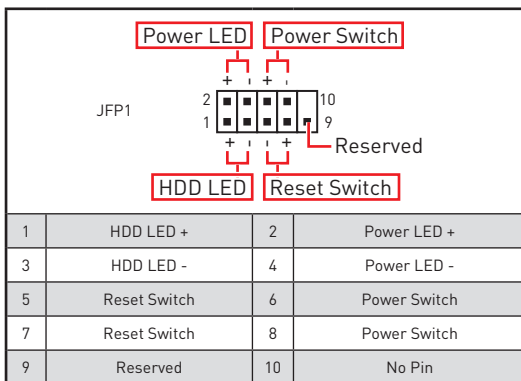 Power LED Power Switch
+ - + -
JFP1
2 10
1 9
+ - - +
Reserved
HDD LED Reset Switch
1 HDD LED + 2 Power LED +
3 HDD LED - 4 Power LED -
5 Reset Switch 6 Power Switch
7 Reset Switch 8 Power Switch
9 Reserved 10 No Pin